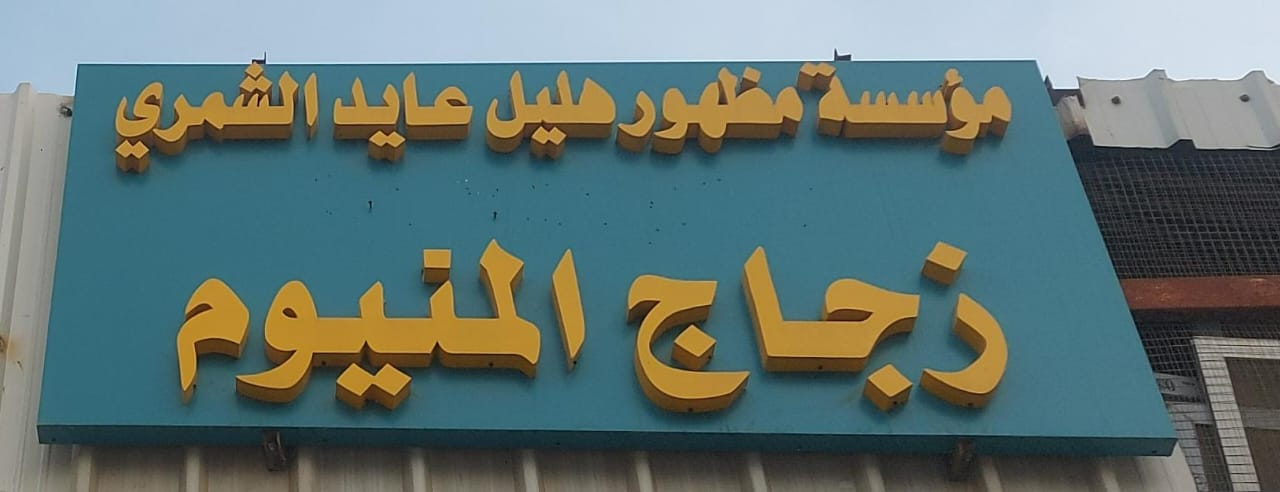 مؤسسة مظهور هليل عايد الشمري
زجاج المنيوم